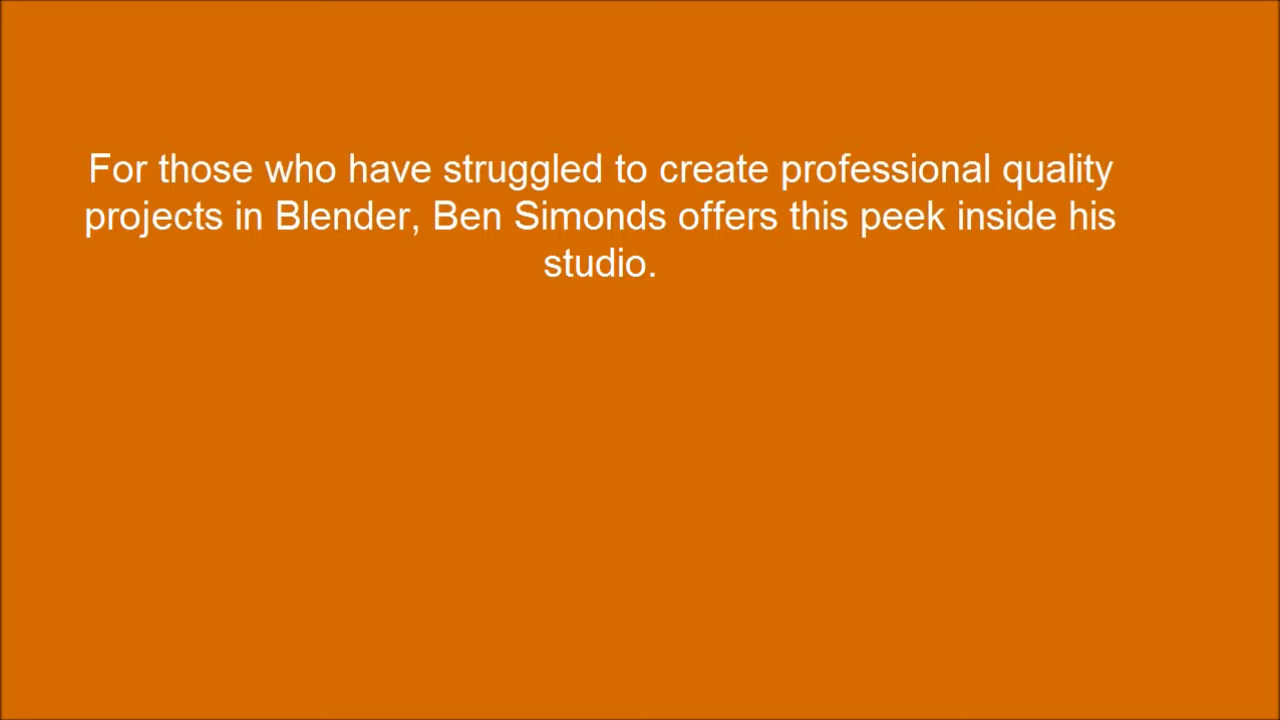 For those who have struggled to create professional quality
projects in Blender, Ben Simonds offers this peek inside his
studio.